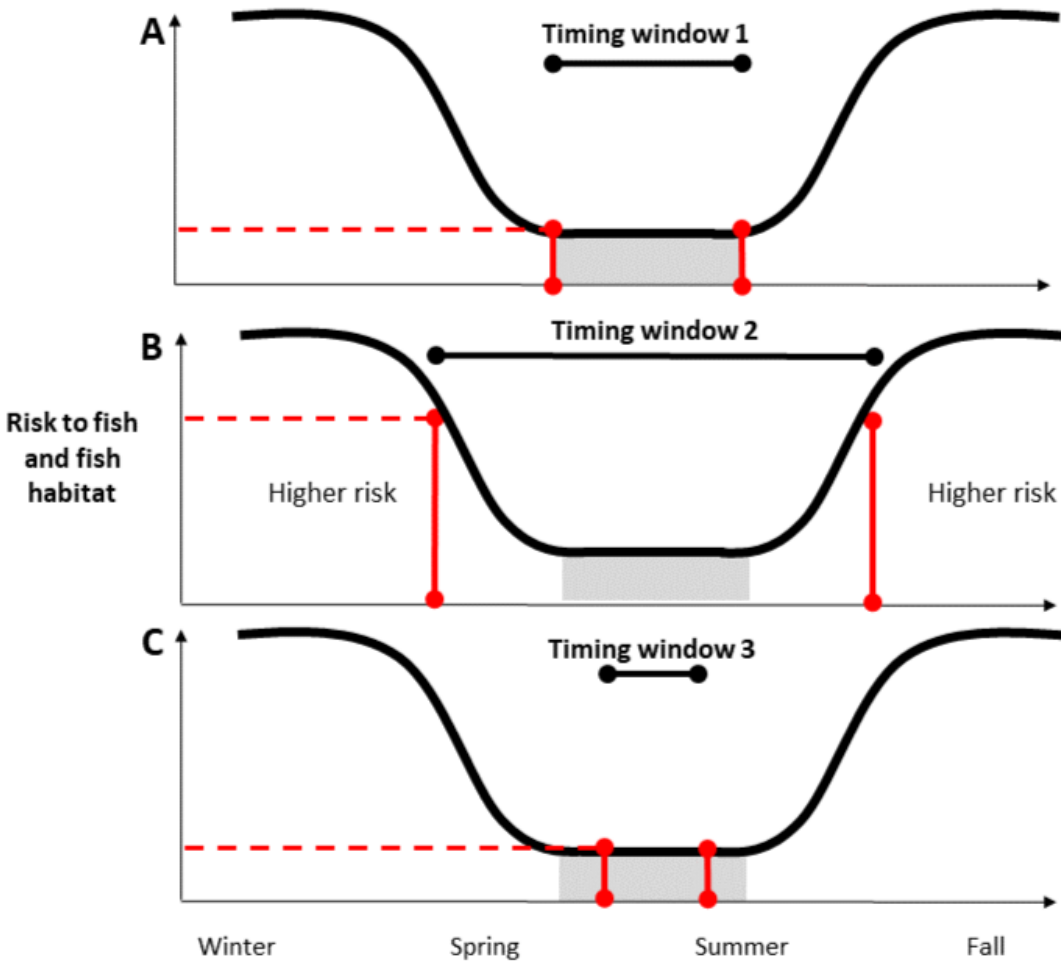 A
Timing window 1
B
Timing window 2
Risk to fish
and fish
habitat
Higher risk
Higher risk
C
Timing window 3
Winter
Spring
Summer
Fall